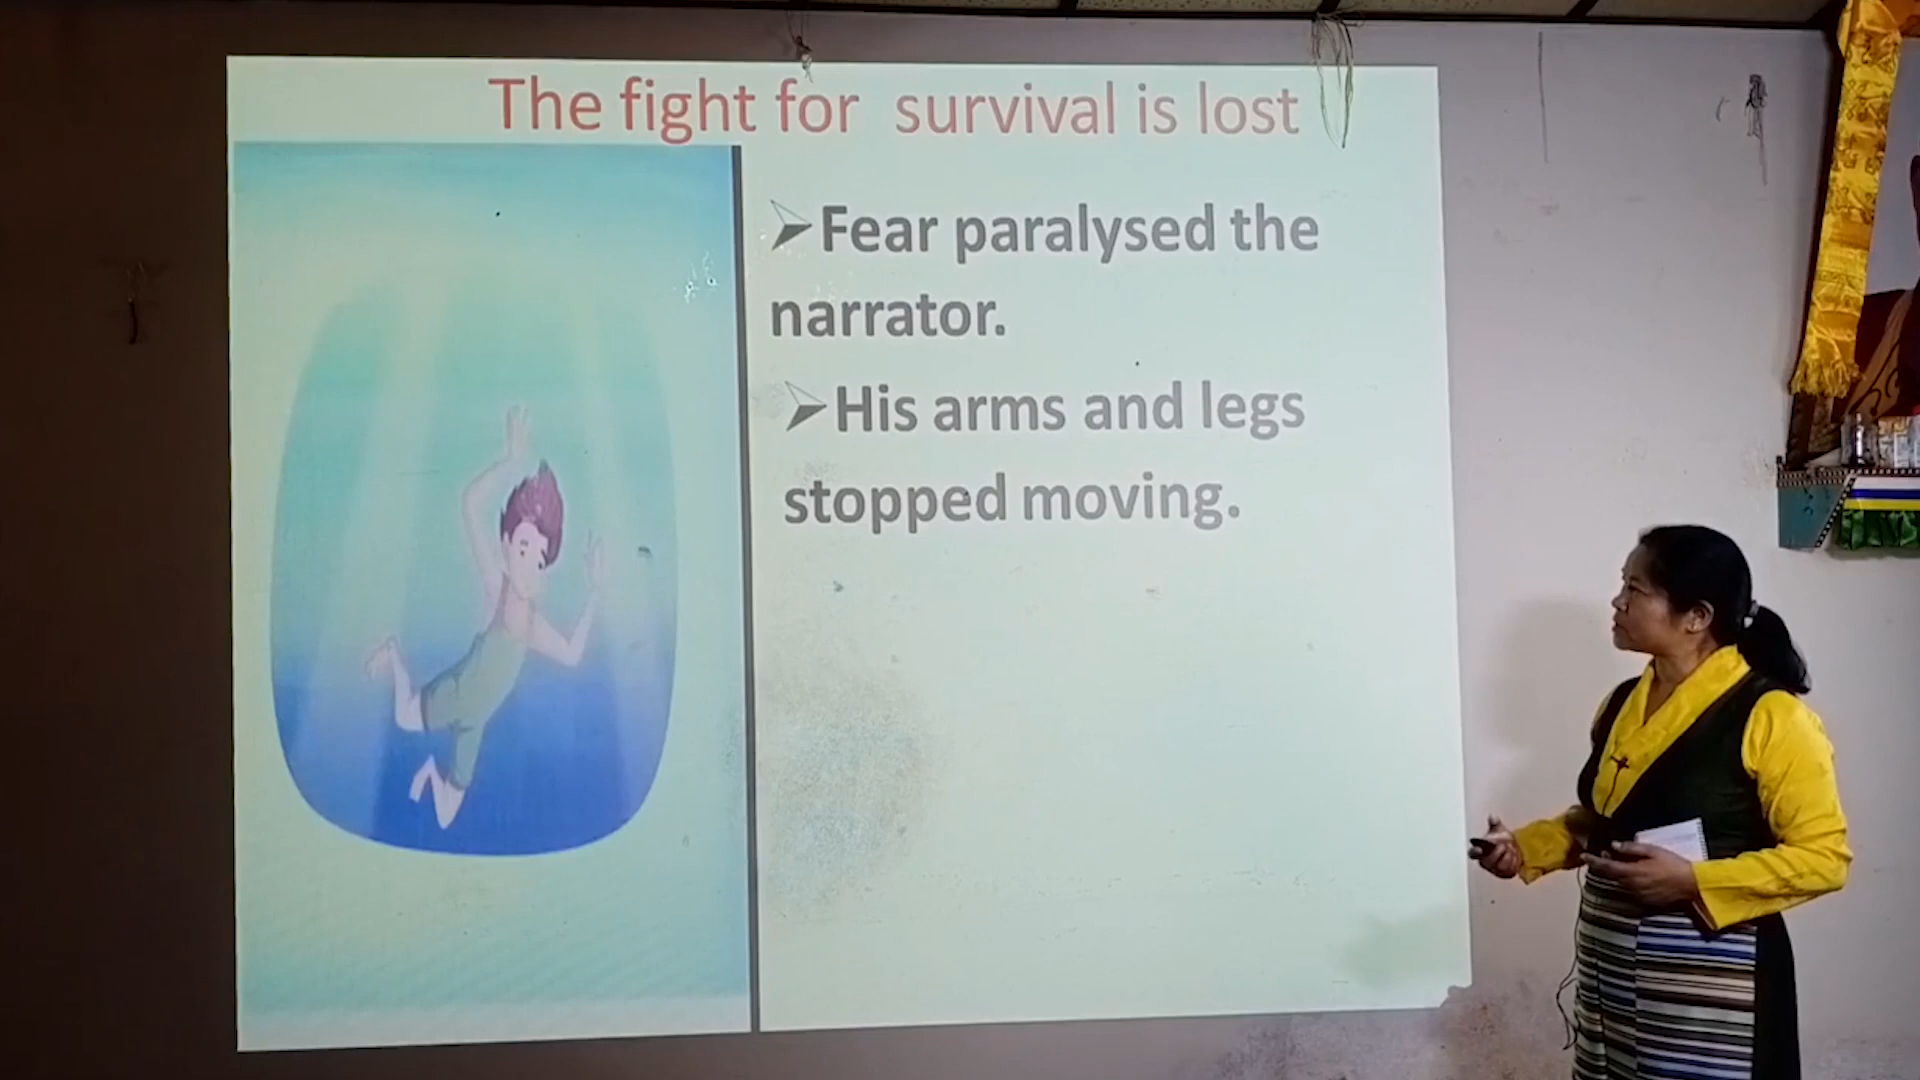 The fight for survival is lost
Fear paralysed the
narrator.
His arms and legs
stopped moving.